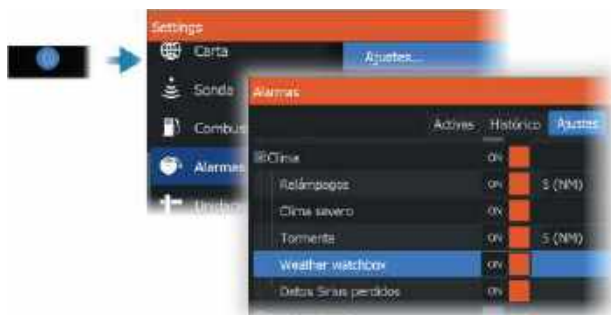 Settings
Carta
Ajustes...
Sonda
Alarmas
Combus
Activas Histórico Ajustes
Alarmas
Clima ON
Relámpagos ON 5 (NM)
Clima severo ON
Tormenta ON 5 (NM)
Weather watchbox ON
Datos Sirius perdidos ON